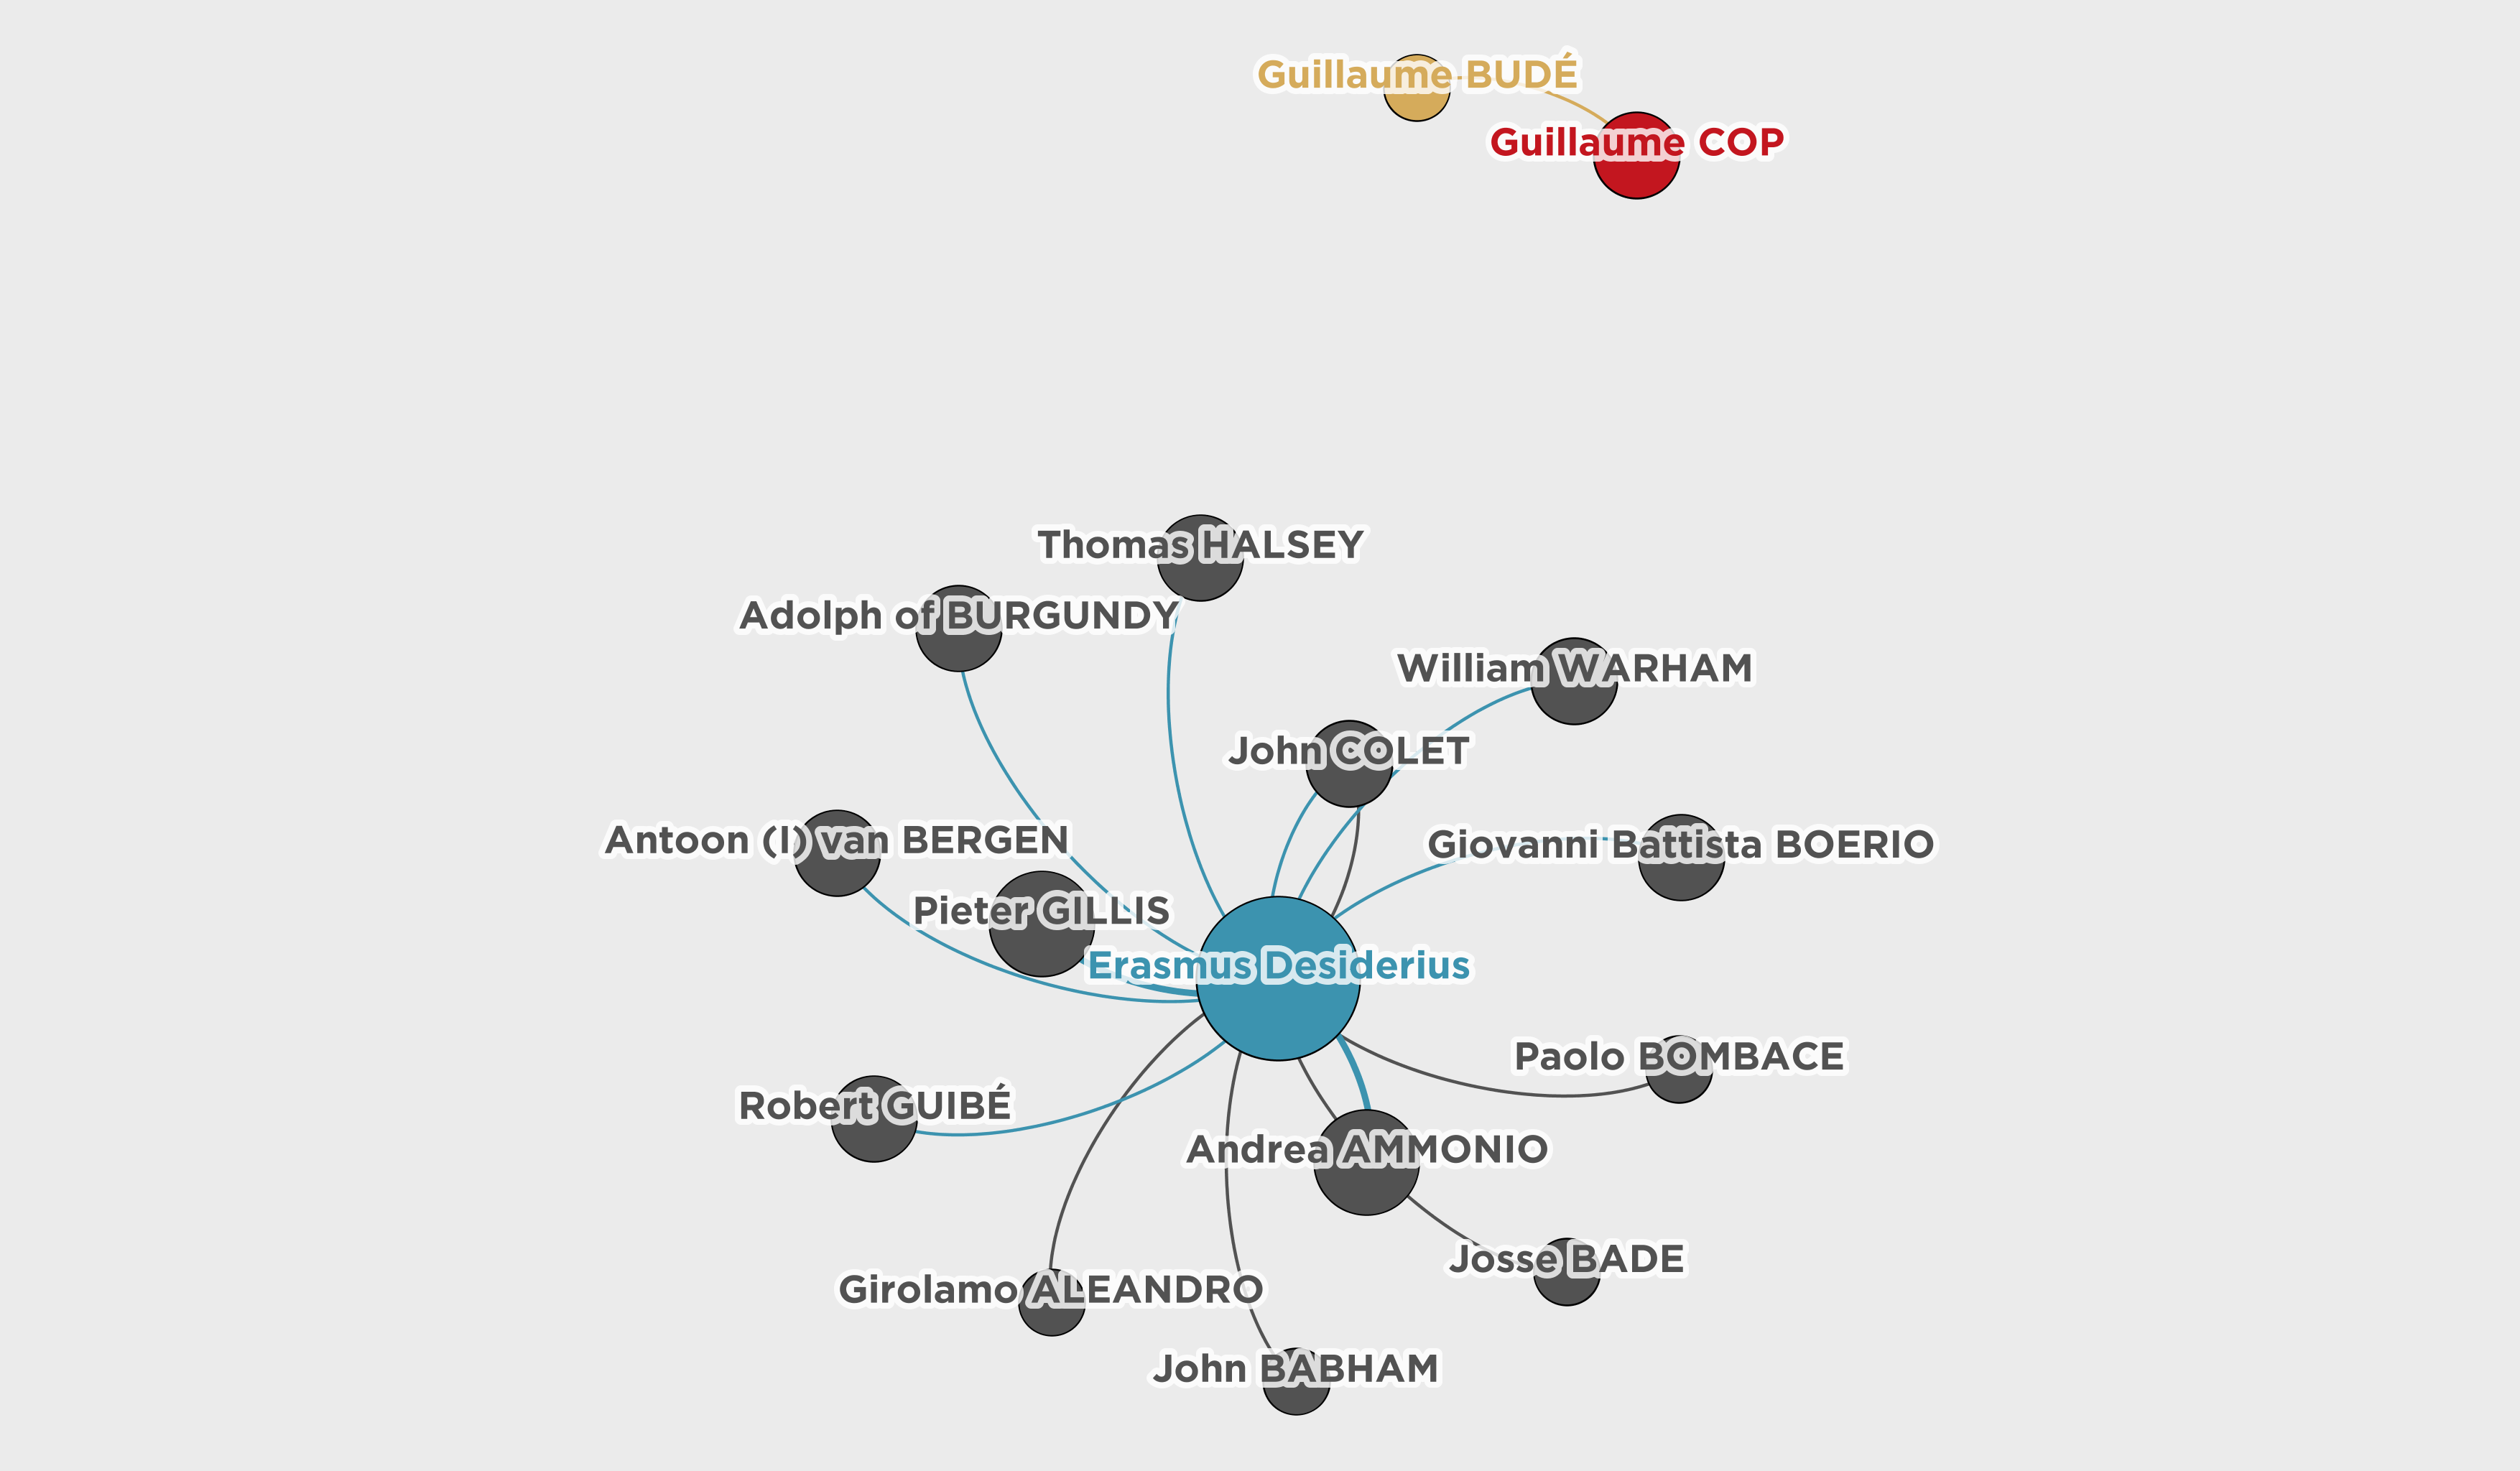 Guillaume BUDÉ
Guillaume COP
Thomas HALSEY
Adolph of BURGUNDY
William WARHAM
John COLET
Antoon (I) van BERGEN
Giovanni Battista BOERIO
Pieter GILLIS
Erasmus Desiderius
Paolo BOMBACE
Robert GUIBÉ
Andrea AMMONIO
Josse BADE
Girolamo ALEANDRO
John BABHAM